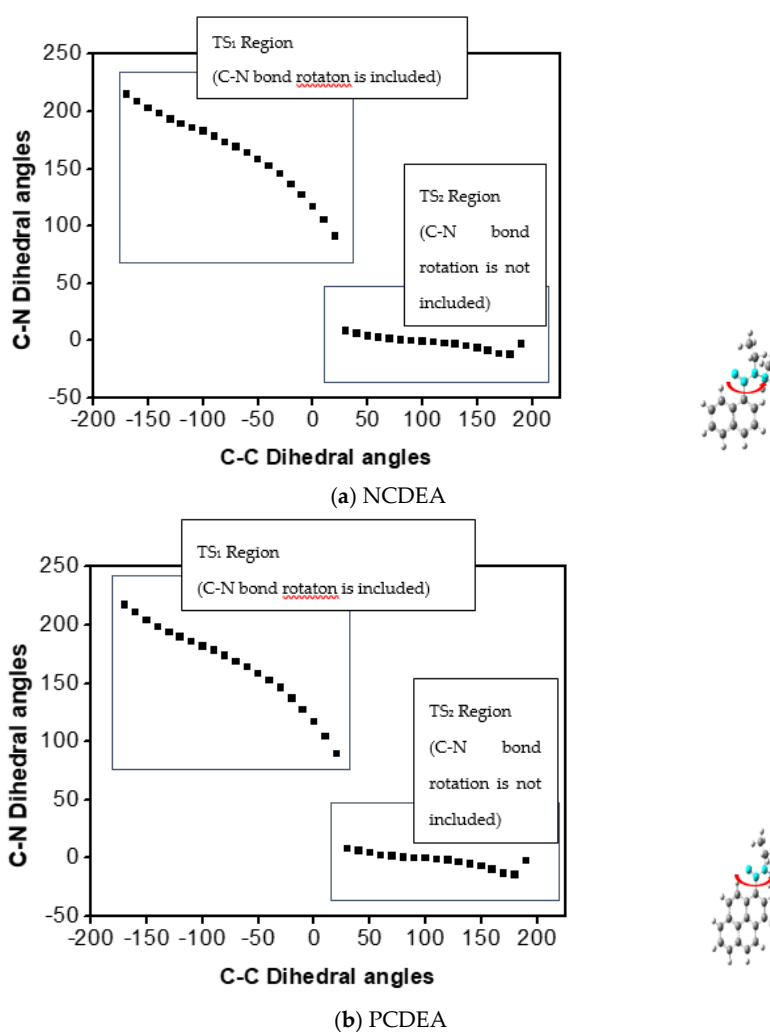 TS₁ Region
(C-N bond rotaton is included)
250
200
150
100
50
0
-50
C-N Dihedral angles
TS₂ Region
(C-N bond
rotation is not
included)
-200 -150 -100 -50 0 50 100 150 200
C-C Dihedral angles
(a) NCDEA
TS₁ Region
(C-N bond rotaton is included)
250
200
150
100
50
0
-50
C-N Dihedral angles
TS₂ Region
(C-N bond
rotation is not
included)
-200 -150 -100 -50 0 50 100 150 200
C-C Dihedral angles
(b) PCDEA